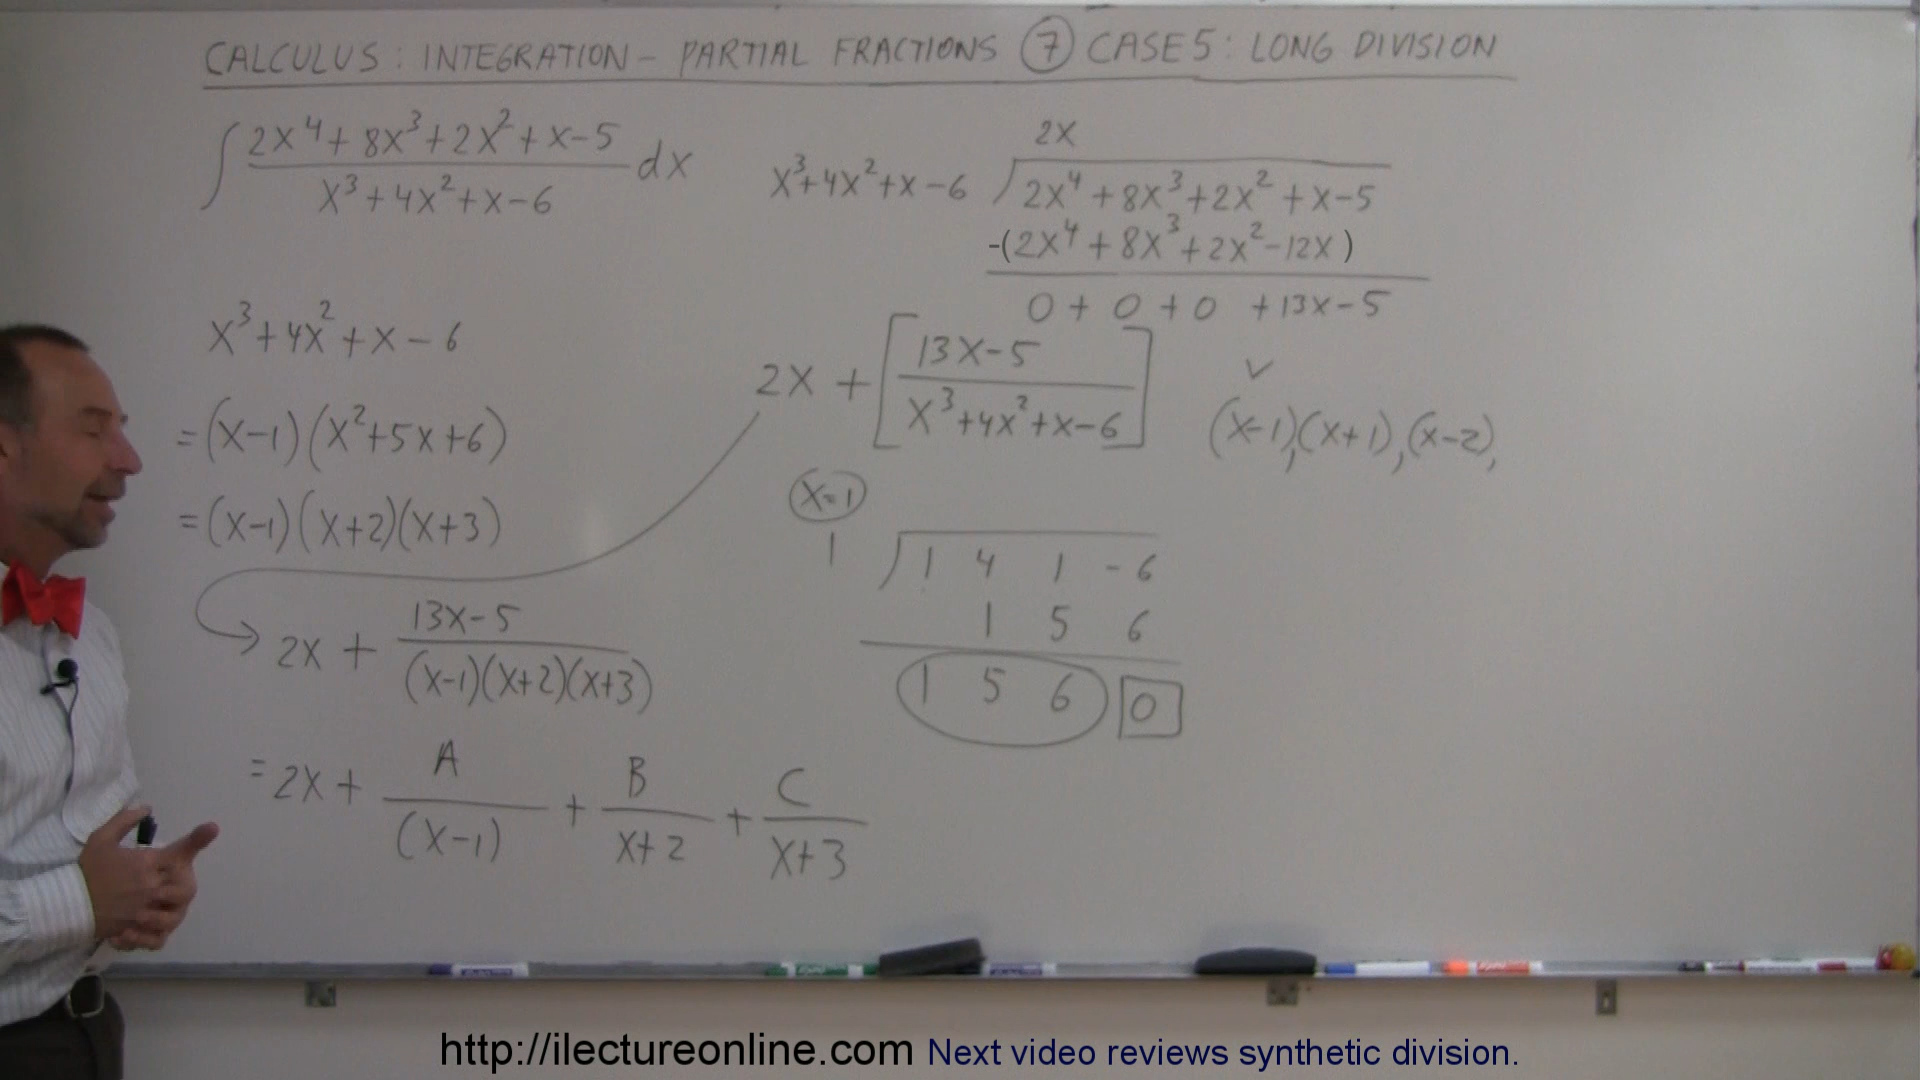 CALCULUS: INTEGRATION - PARTIAL FRACTIONS ⑦ CASE 5: LONG DIVISION
∫ (2x⁴ + 8x³ + 2x² + x - 5)/(x³ + 4x² + x - 6) dx
2x
x³ + 4x² + x - 6 ) 2x⁴ + 8x³ + 2x² + x - 5
-(2x⁴ + 8x³ + 2x² - 12x )
0 + 0 + 0 + 13x - 5
x³ + 4x² + x - 6
= (x-1)(x² + 5x + 6)
= (x-1)(x+2)(x+3)
2x + [ (13x - 5)/(x³ + 4x² + x - 6) ]
✓
(x-1), (x+1), (x-2),
x=1
1 ) 1 4 1 -6
1 5 6
1 5 6 0
2x + (13x - 5)/((x-1)(x+2)(x+3))
= 2x + A/(x-1) + B/(x+2) + C/(x+3)
http://ilectureonline.com Next video reviews synthetic division.